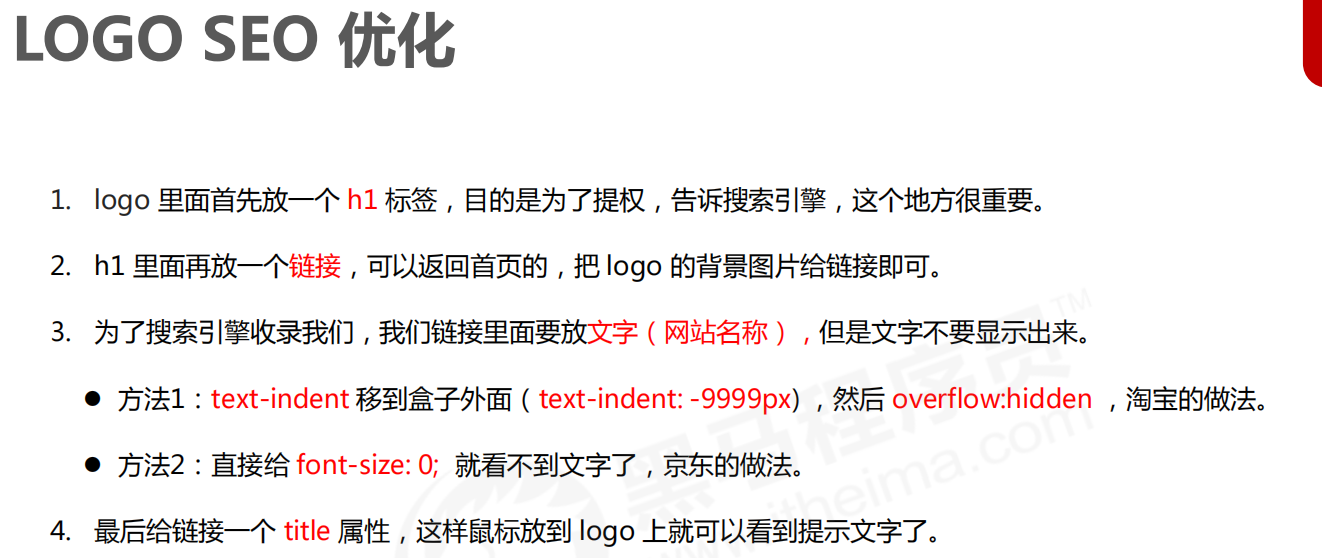 LOGO SEO 优化
1. logo 里面首先放一个 h1 标签，目的是为了提权，告诉搜索引擎，这个地方很重要。
2. h1 里面再放一个链接，可以返回首页的，把 logo 的背景图片给链接即可。
3. 为了搜索引擎收录我们，我们链接里面要放文字（网站名称），但是文字不要显示出来。
● 方法1：text-indent 移到盒子外面（text-indent: -9999px)，然后 overflow:hidden ，淘宝的做法。
● 方法2：直接给 font-size: 0; 就看不到文字了，京东的做法。
4. 最后给链接一个 title 属性，这样鼠标放到 logo 上就可以看到提示文字了。
黑马程序员™
www.itheima.com